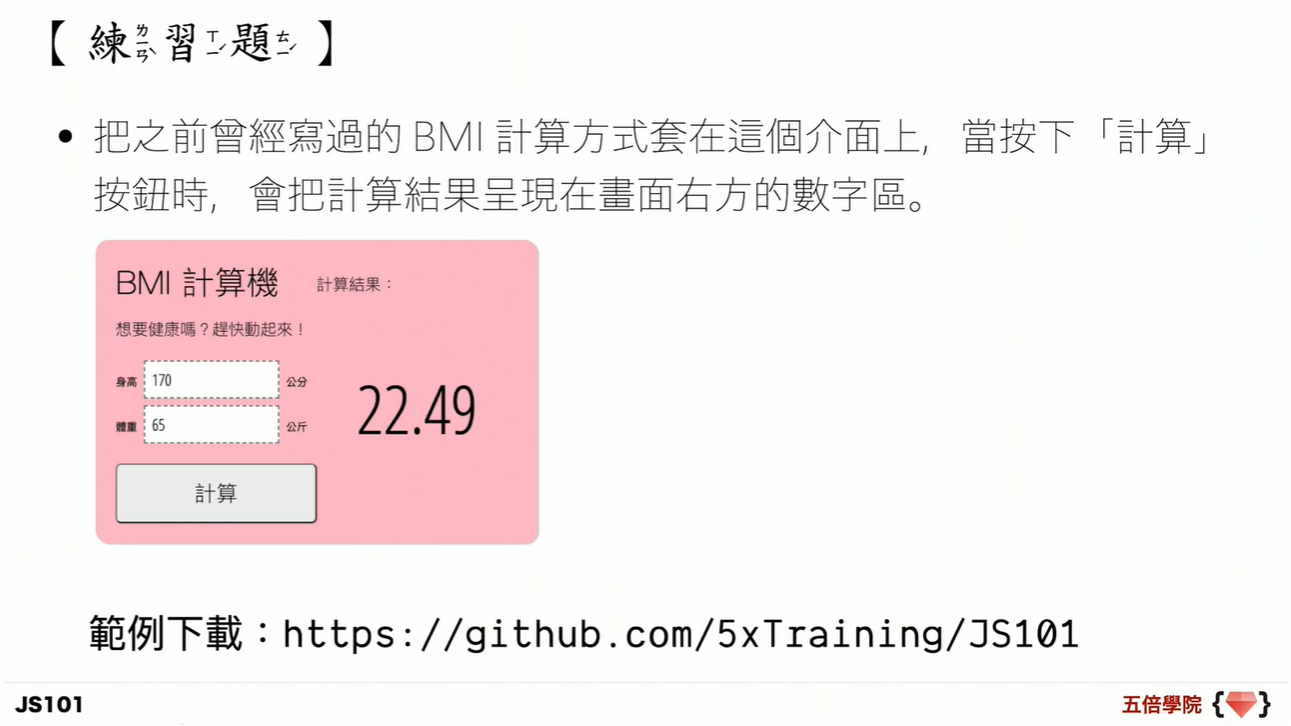 【 練ㄌㄧㄢˋ習ㄒㄧˊ題ㄊㄧˊ 】
• 把之前曾經寫過的 BMI 計算方式套在這個介面上，當按下「計算」
按鈕時，會把計算結果呈現在畫面右方的數字區。
BMI 計算機
計算結果：
想要健康嗎？趕快動起來！
身高 170 公分
體重 65 公斤
22.49
計算
範例下載：https://github.com/5xTraining/JS101
JS101
五倍學院